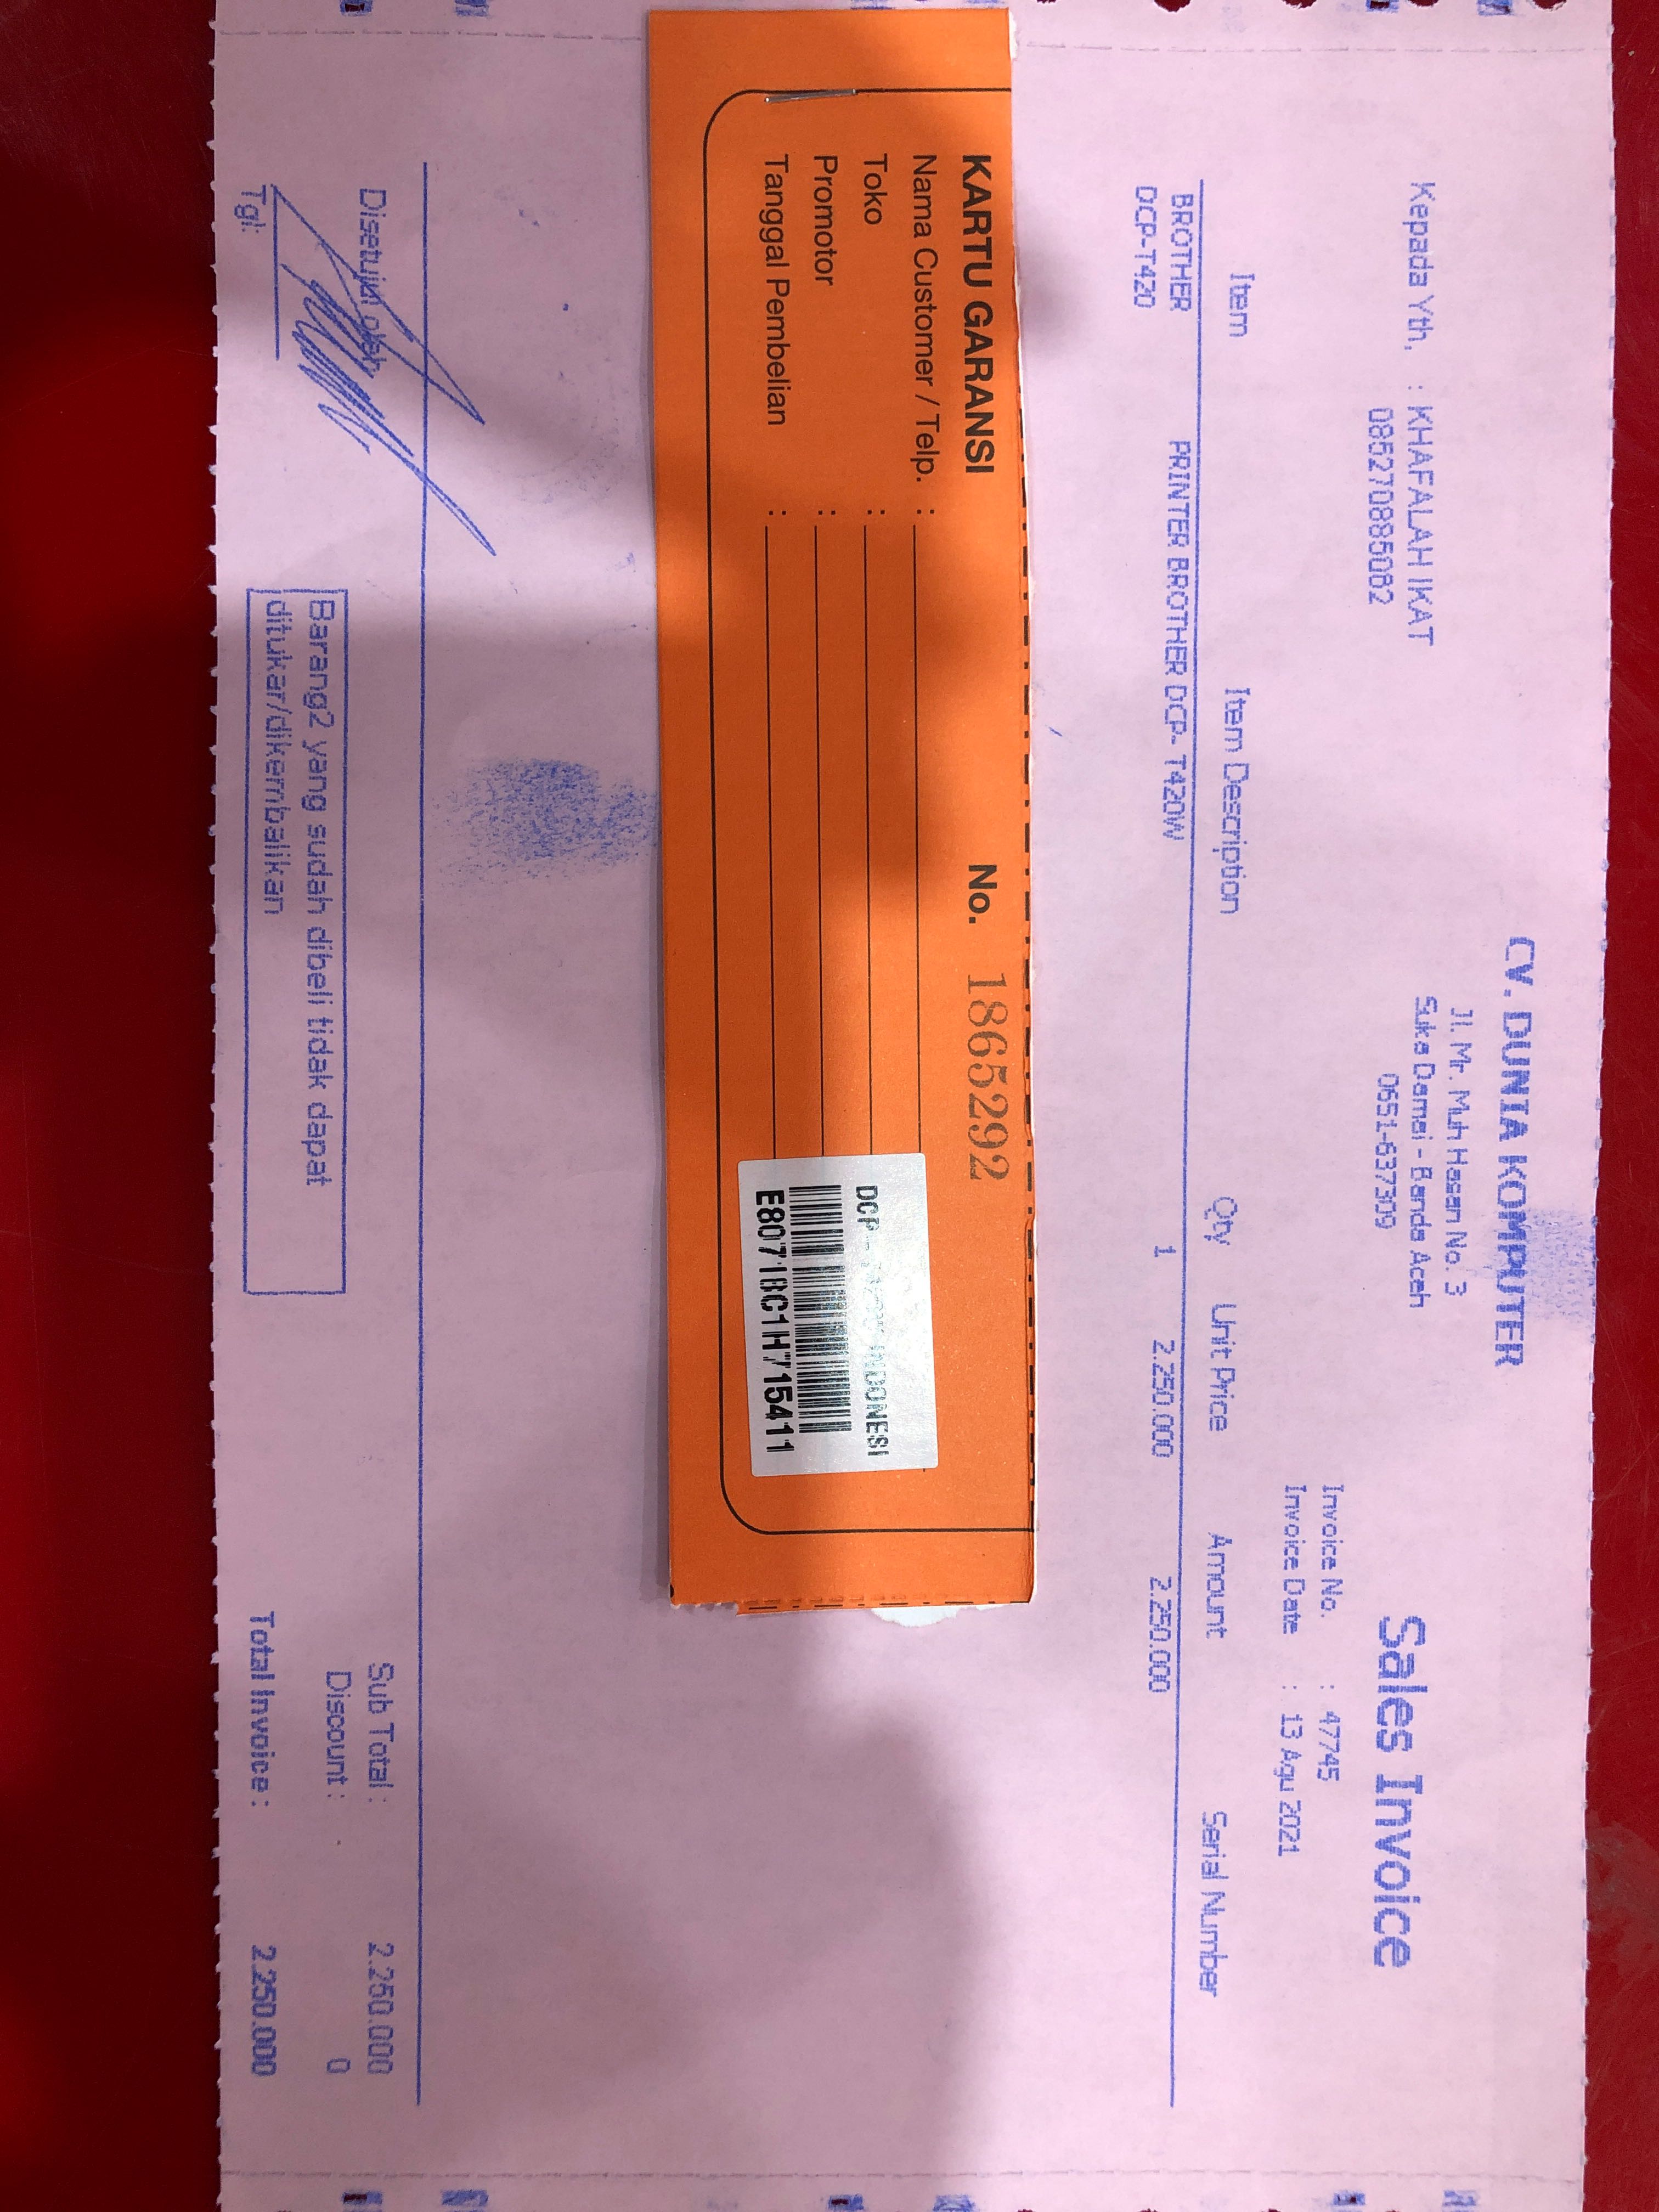 CV. DUNIA KOMPUTER
Jl. Mr. Muh Hasan No. 3
Suka Damai - Banda Aceh
0651-637309
Sales Invoice
Kepada Yth, : KHAFALAH IKAT
085270885082
Invoice No. : 47745
Invoice Date : 13 Agu 2021
Item Item Description Qty Unit Price Amount Serial Number
BROTHER PRINTER BROTHER DCP- T420W 1 2.250.000 2.250.000
DCP-T420
KARTU GARANSI No. 1865292
Nama Customer / Telp. :
Toko :
Promotor :
Tanggal Pembelian :
INDONESI
E80718C1H715411
Disetujui oleh
Tgl:
Barang2 yang sudah dibeli tidak dapat
ditukar/dikembalikan
Sub Total : 2.250.000
Discount : 0
Total Invoice : 2.250.000